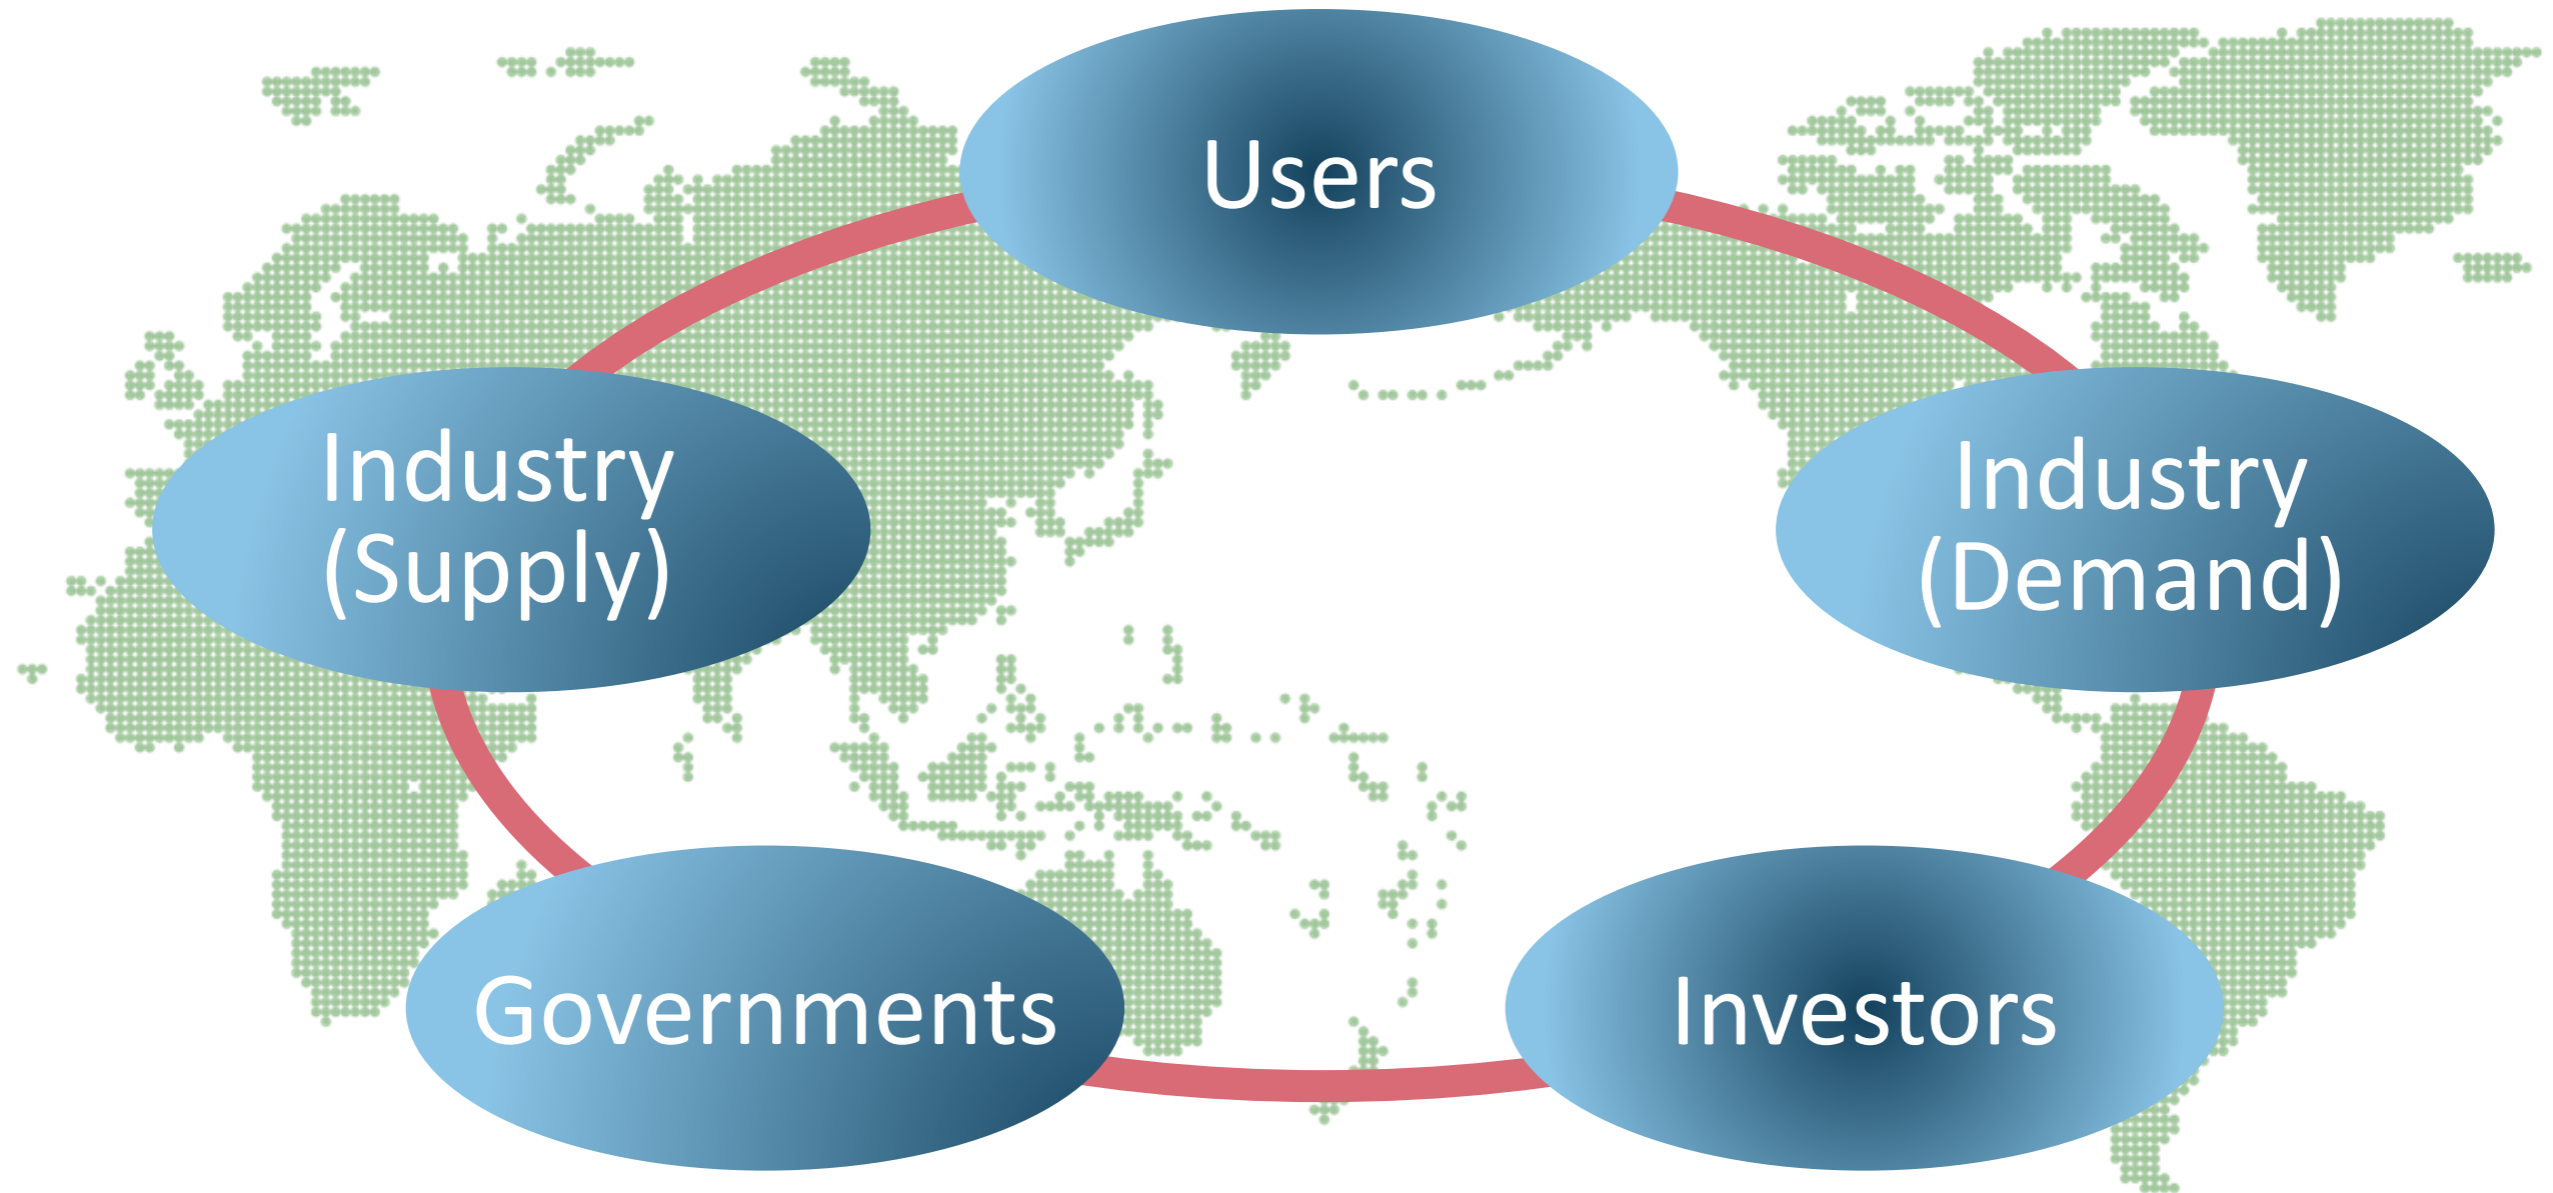 Users
Industry
(Supply)
Industry
(Demand)
Governments
Investors